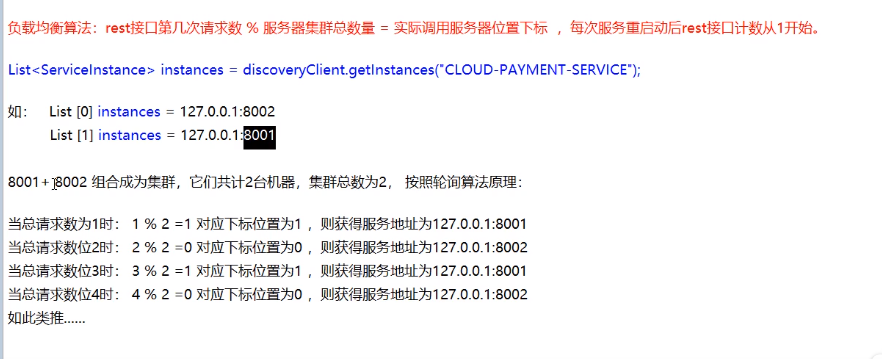 负载均衡算法：rest接口第几次请求数 % 服务器集群总数量 = 实际调用服务器位置下标 ，每次服务重启动后rest接口计数从1开始。
List<ServiceInstance> instances = discoveryClient.getInstances("CLOUD-PAYMENT-SERVICE");
如： List [0] instances = 127.0.0.1:8002
List [1] instances = 127.0.0.1:8001
8001+ 8002 组合成为集群，它们共计2台机器，集群总数为2， 按照轮询算法原理：
当总请求数为1时： 1 % 2 =1 对应下标位置为1 ，则获得服务地址为127.0.0.1:8001
当总请求数位2时： 2 % 2 =0 对应下标位置为0 ，则获得服务地址为127.0.0.1:8002
当总请求数位3时： 3 % 2 =1 对应下标位置为1 ，则获得服务地址为127.0.0.1:8001
当总请求数位4时： 4 % 2 =0 对应下标位置为0 ，则获得服务地址为127.0.0.1:8002
如此类推......